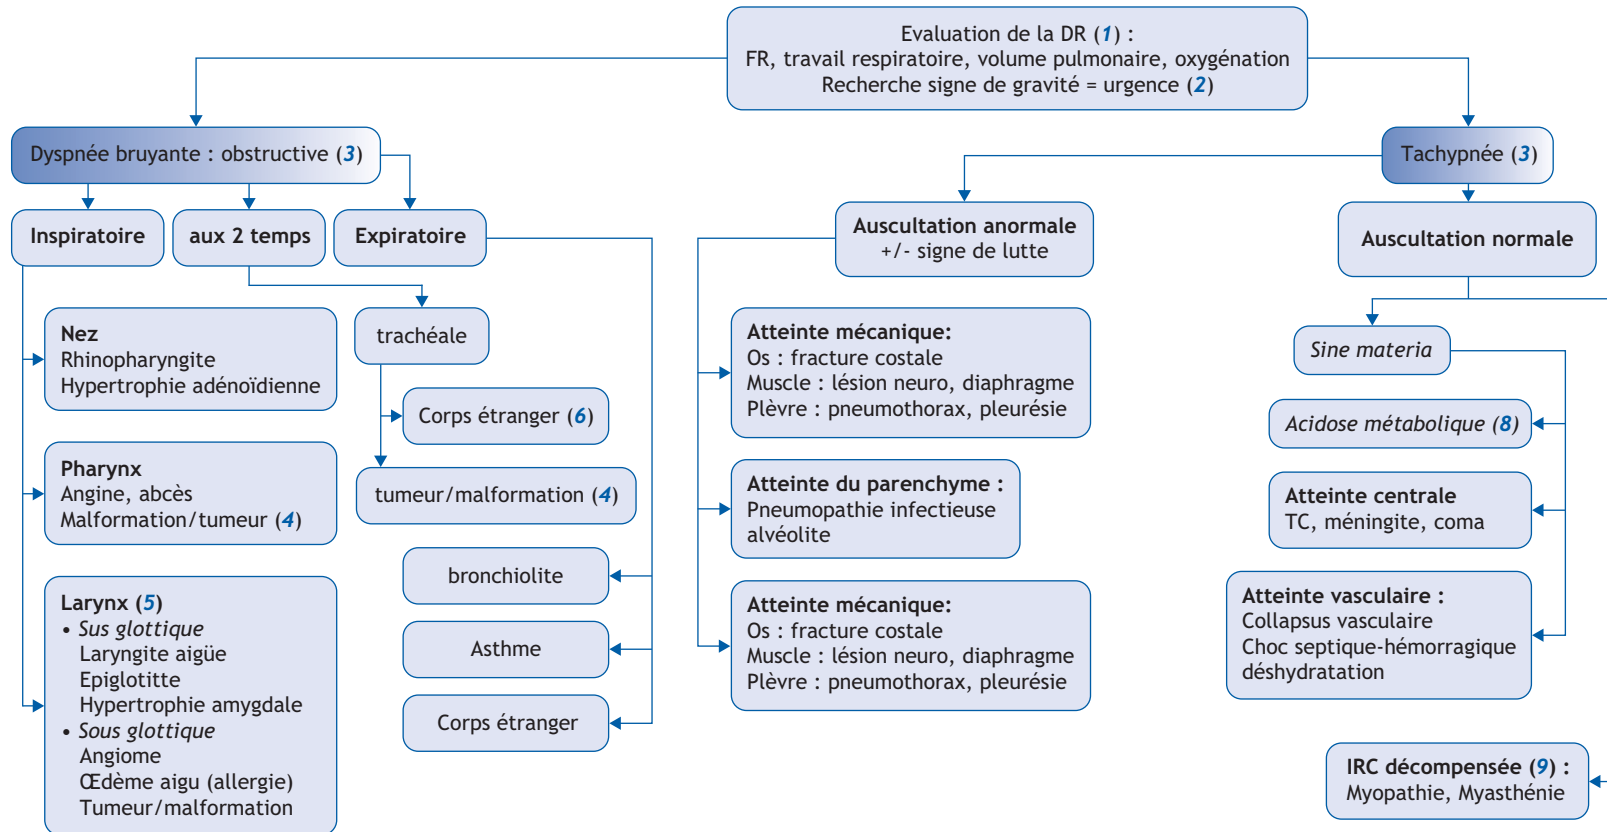 Evaluation de la DR (1) :
FR, travail respiratoire, volume pulmonaire, oxygénation
Recherche signe de gravité = urgence (2)
Dyspnée bruyante : obstructive (3)
Tachypnée (3)
Inspiratoire
aux 2 temps
Expiratoire
Auscultation anormale
+/- signe de lutte
Auscultation normale
Nez
Rhinopharyngite
Hypertrophie adénoïdienne
Pharynx
Angine, abcès
Malformation/tumeur (4)
Larynx (5)
• Sus glottique
Laryngite aigüe
Epiglotitte
Hypertrophie amygdale
• Sous glottique
Angiome
Œdème aigu (allergie)
Tumeur/malformation
trachéale
Corps étranger (6)
tumeur/malformation (4)
bronchiolite
Asthme
Corps étranger
Atteinte mécanique:
Os : fracture costale
Muscle : lésion neuro, diaphragme
Plèvre : pneumothorax, pleurésie
Atteinte du parenchyme :
Pneumopathie infectieuse
alvéolite
Atteinte mécanique:
Os : fracture costale
Muscle : lésion neuro, diaphragme
Plèvre : pneumothorax, pleurésie
Sine materia
Acidose métabolique (8)
Atteinte centrale
TC, méningite, coma
Atteinte vasculaire :
Collapsus vasculaire
Choc septique-hémorragique
déshydratation
IRC décompensée (9) :
Myopathie, Myasthénie